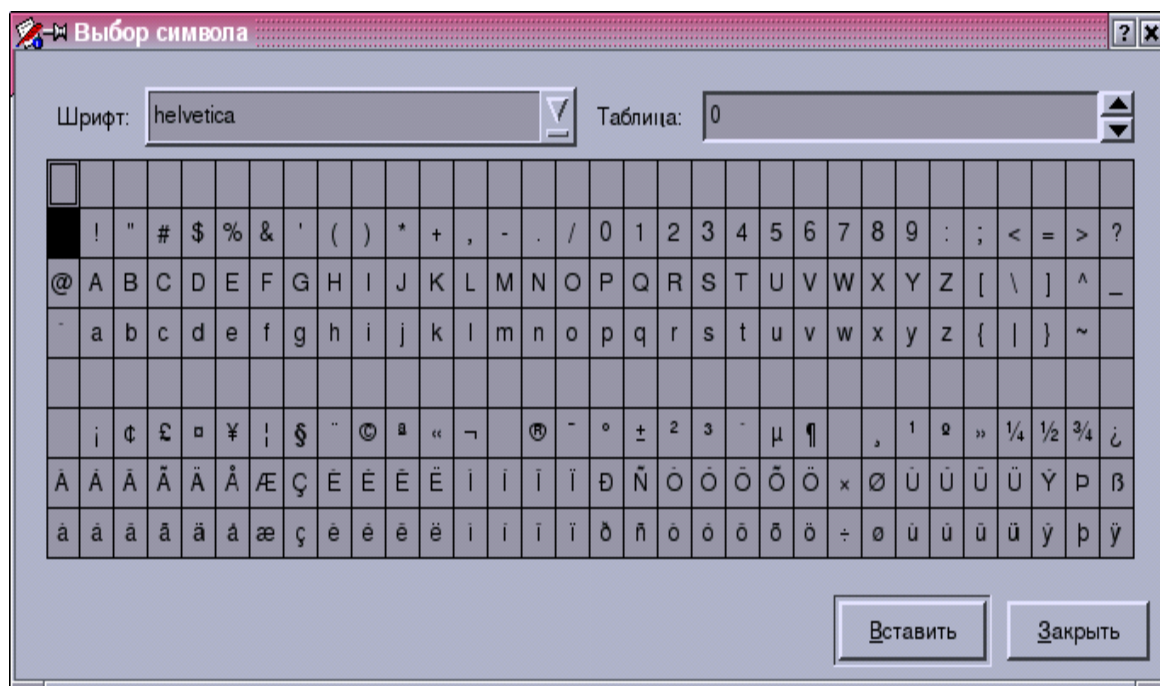 Выбор символа
Шрифт: helvetica Таблица: 0
! " # $ % & ' ( ) * + , - . / 0 1 2 3 4 5 6 7 8 9 : ; < = > ?
@ A B C D E F G H I J K L M N O P Q R S T U V W X Y Z [ \ ] ^ _
` a b c d e f g h i j k l m n o p q r s t u v w x y z { | } ~
¡ ¢ £ ¤ ¥ ¦ § ¨ © ª « ¬ ® ¯ ° ± ² ³ ´ µ ¶ ¸ ¹ º » ¼ ½ ¾ ¿
À Á Â Ã Ä Å Æ Ç È É Ê Ë Ì Í Î Ï Ð Ñ Ò Ó Ô Õ Ö × Ø Ù Ú Û Ü Ý Þ ß
à á â ã ä å æ ç è é ê ë ì í î ï ð ñ ò ó ô õ ö ÷ ø ù ú û ü ý þ ÿ
Вставить Закрыть